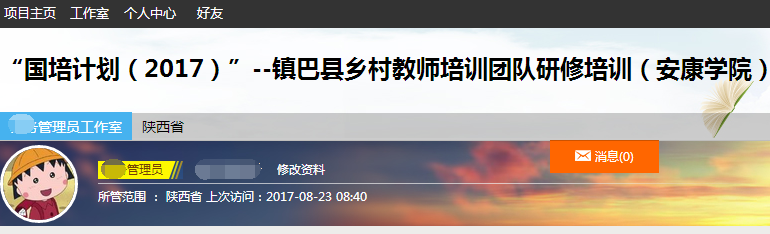 项目主页 工作室 个人中心 好友
“国培计划（2017）”--镇巴县乡村教师培训团队研修培训（安康学院）
管理员工作室 陕西省
管理员 修改资料 消息(0)
所管范围 ： 陕西省 上次访问：2017-08-23 08:40